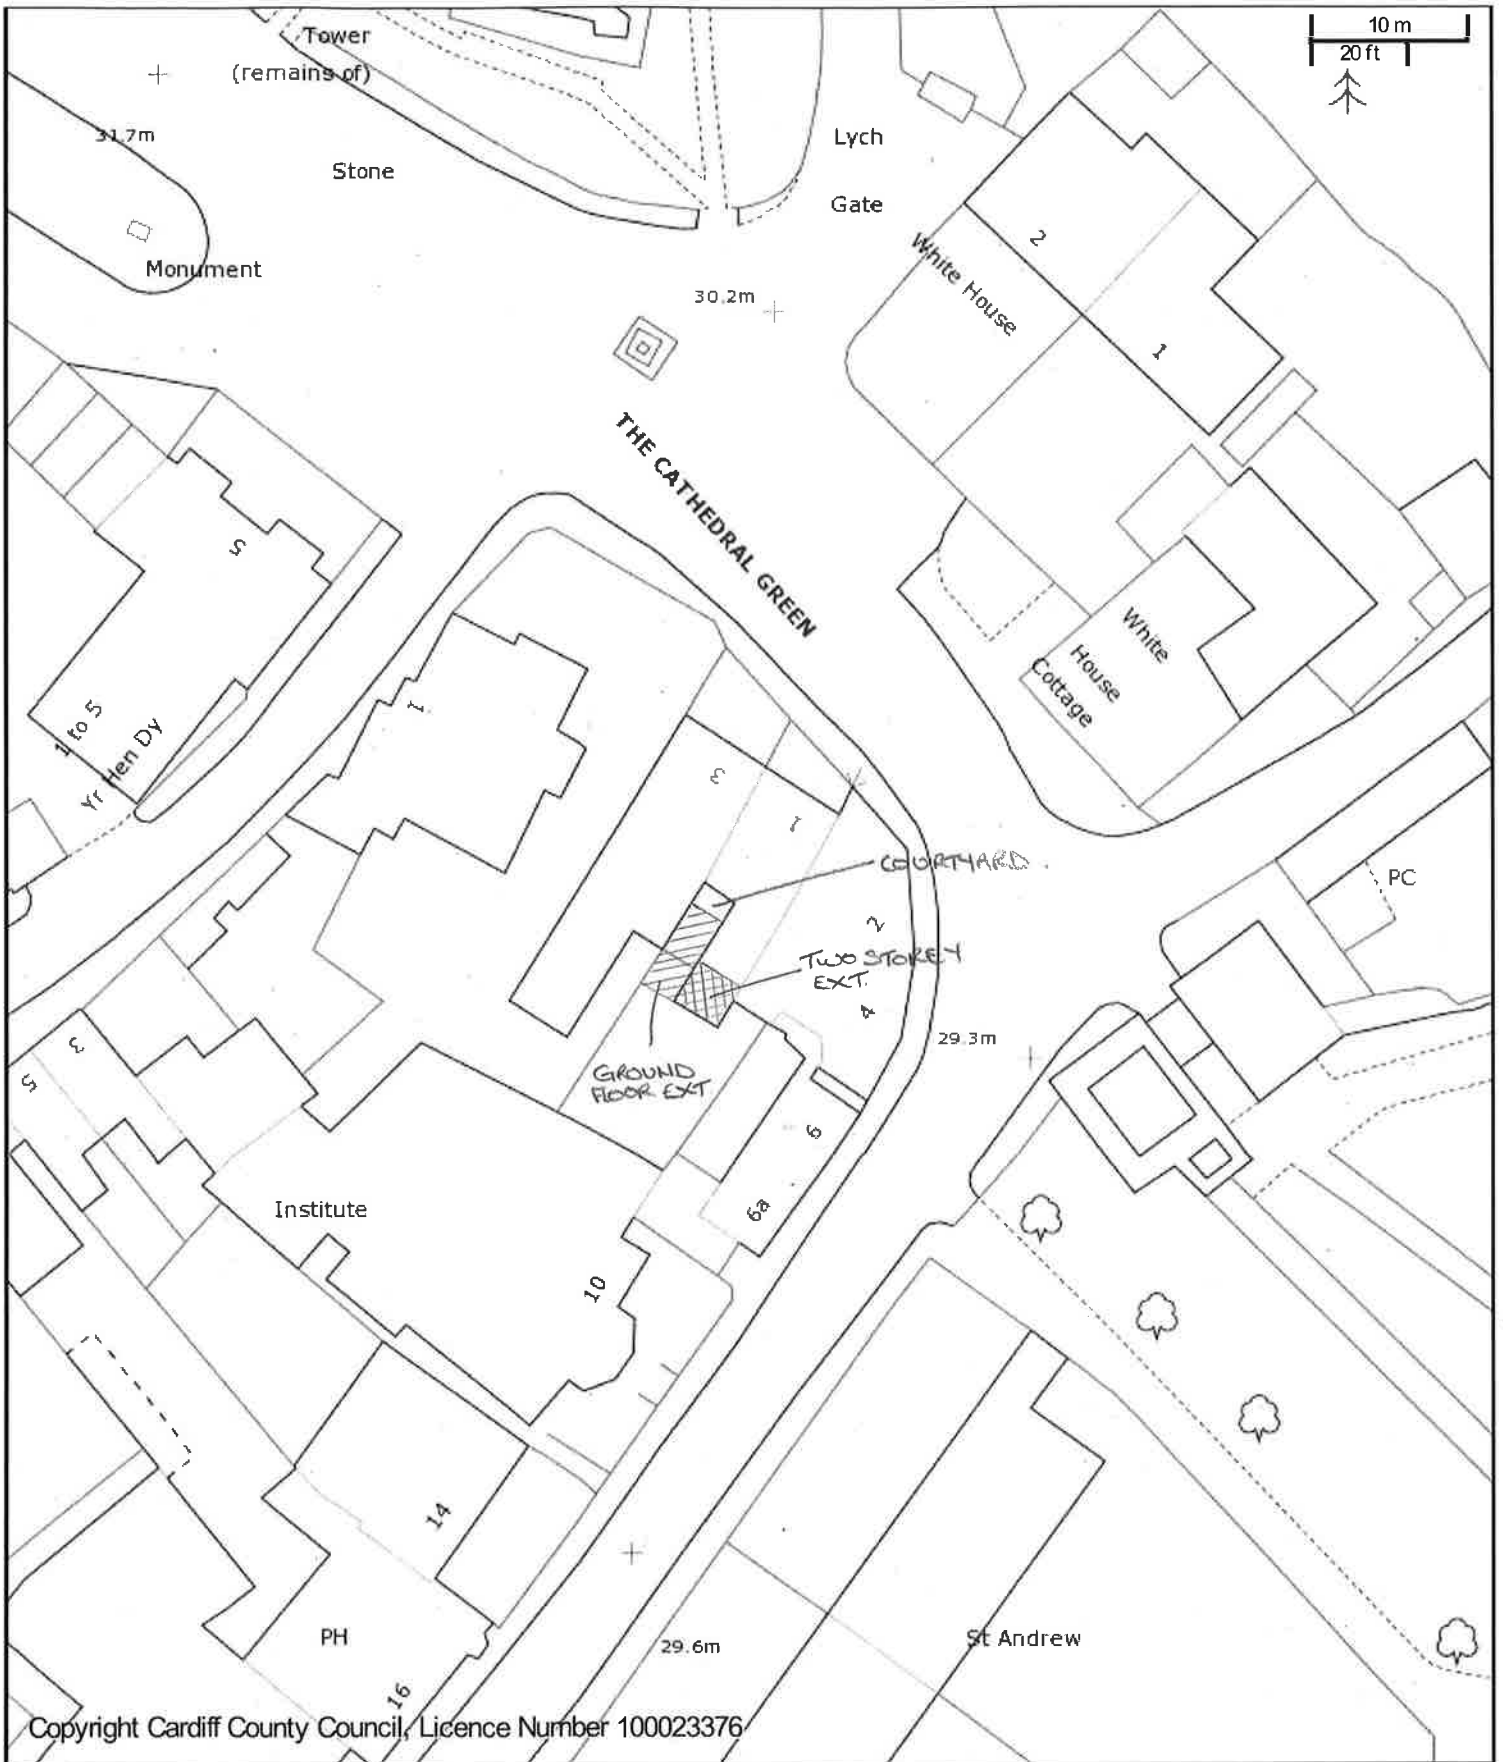 10 m
20 ft
Tower
(remains of)
31.7m
Stone
Monument
Lych
Gate
30.2m
2
White House
1
THE CATHEDRAL GREEN
5
1 to 5
Yr Hen Dy
1
White
House
Cottage
3
1
COURTYARD.
PC
2
TWO STOREY
EXT.
4
29.3m
GROUND
FLOOR EXT
3
5
6
6a
Institute
10
14
PH
16
29.6m
St Andrew
Copyright Cardiff County Council, Licence Number 100023376